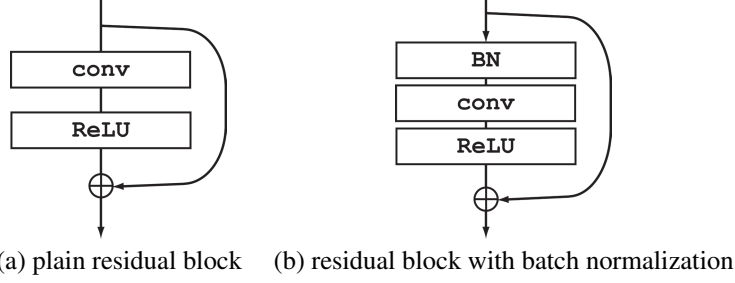 conv
ReLU
BN
conv
ReLU
(a) plain residual block
(b) residual block with batch normalization